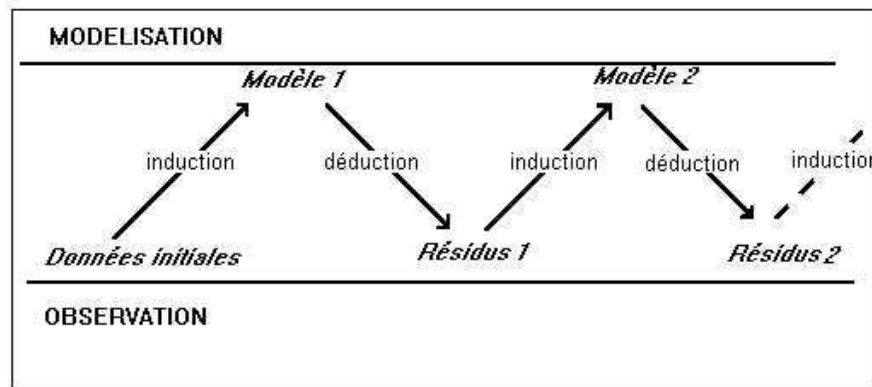 MODELISATION
Modèle 1 Modèle 2
induction déduction induction déduction induction
Données initiales Résidus 1 Résidus 2
OBSERVATION